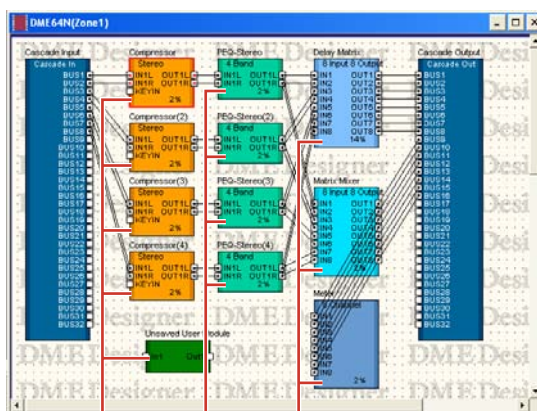 DME64N(Zone1)
Cascade Input
Cascade In
BUS1
BUS2
BUS3
BUS4
BUS5
BUS6
BUS7
BUS8
BUS9
BUS10
BUS11
BUS12
BUS13
BUS14
BUS15
BUS16
BUS17
BUS18
BUS19
BUS20
BUS21
BUS22
BUS23
BUS24
BUS25
BUS26
BUS27
BUS28
BUS29
BUS30
BUS31
BUS32
Compressor
Stereo
IN1L OUT1L
IN1R OUT1R
KEYIN
2%
Compressor(2)
Stereo
IN1L OUT1L
IN1R OUT1R
KEYIN
2%
Compressor(3)
Stereo
IN1L OUT1L
IN1R OUT1R
KEYIN
2%
Compressor(4)
Stereo
IN1L OUT1L
IN1R OUT1R
KEYIN
2%
Unsaved User Module
PEQ-Stereo
4 Band
IN1L OUT1L
IN1R OUT1R
2%
PEQ-Stereo(2)
4 Band
IN1L OUT1L
IN1R OUT1R
2%
PEQ-Stereo(3)
4 Band
IN1L OUT1L
IN1R OUT1R
2%
PEQ-Stereo(4)
4 Band
IN1L OUT1L
IN1R OUT1R
2%
Delay Matrix
8 Input 8 Output
IN1 OUT1
IN2 OUT2
IN3 OUT3
IN4 OUT4
IN5 OUT5
IN6 OUT6
IN7 OUT7
IN8 OUT8
14%
Matrix Mixer
8 Input 8 Output
IN1 OUT1
IN2 OUT2
IN3 OUT3
IN4 OUT4
IN5 OUT5
IN6 OUT6
IN7 OUT7
IN8 OUT8
Meter
IN1
IN2
IN3
IN4
IN5
IN6
IN7
IN8
2%
Cascade Output
Cascade Out
BUS1
BUS2
BUS3
BUS4
BUS5
BUS6
BUS7
BUS8
BUS9
BUS10
BUS11
BUS12
BUS13
BUS14
BUS15
BUS16
BUS17
BUS18
BUS19
BUS20
BUS21
BUS22
BUS23
BUS24
BUS25
BUS26
BUS27
BUS28
BUS29
BUS30
BUS31
BUS32
DME Designer